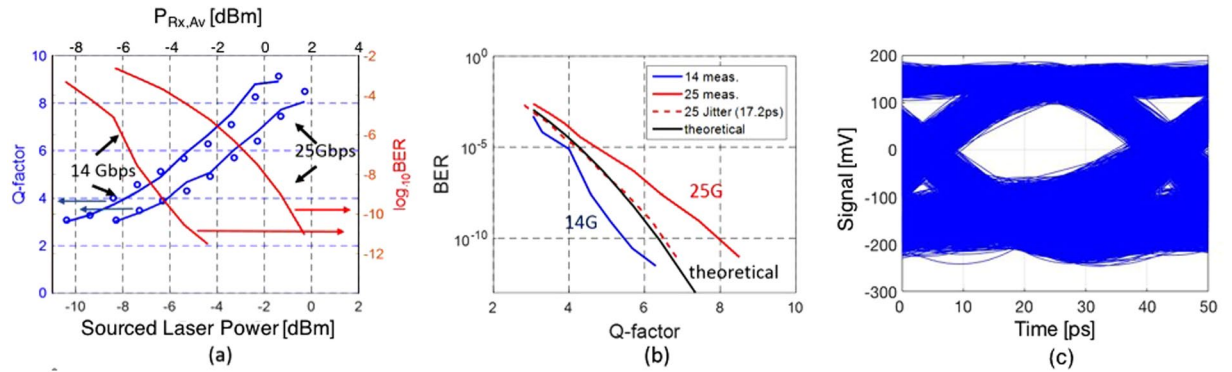 P_Rx,Av [dBm]
-8 -6 -4 -2 0 2 4
10 8 6 4 2 0
Q-factor
14 Gbps
25Gbps
-2 -4 -6 -8 -10 -12
log-10BER
-10 -8 -6 -4 -2 0
Sourced Laser Power [dBm]
(a)
10^0
10^-5
10^-10
BER
14 meas.
25 meas.
25 Jitter (17.2ps)
theoretical
25G
14G
theoretical
2 4 6 8 10
Q-factor
(b)
200
100
0
-100
-200
-300
Signal [mV]
0 10 20 30 40 50
Time [ps]
(c)